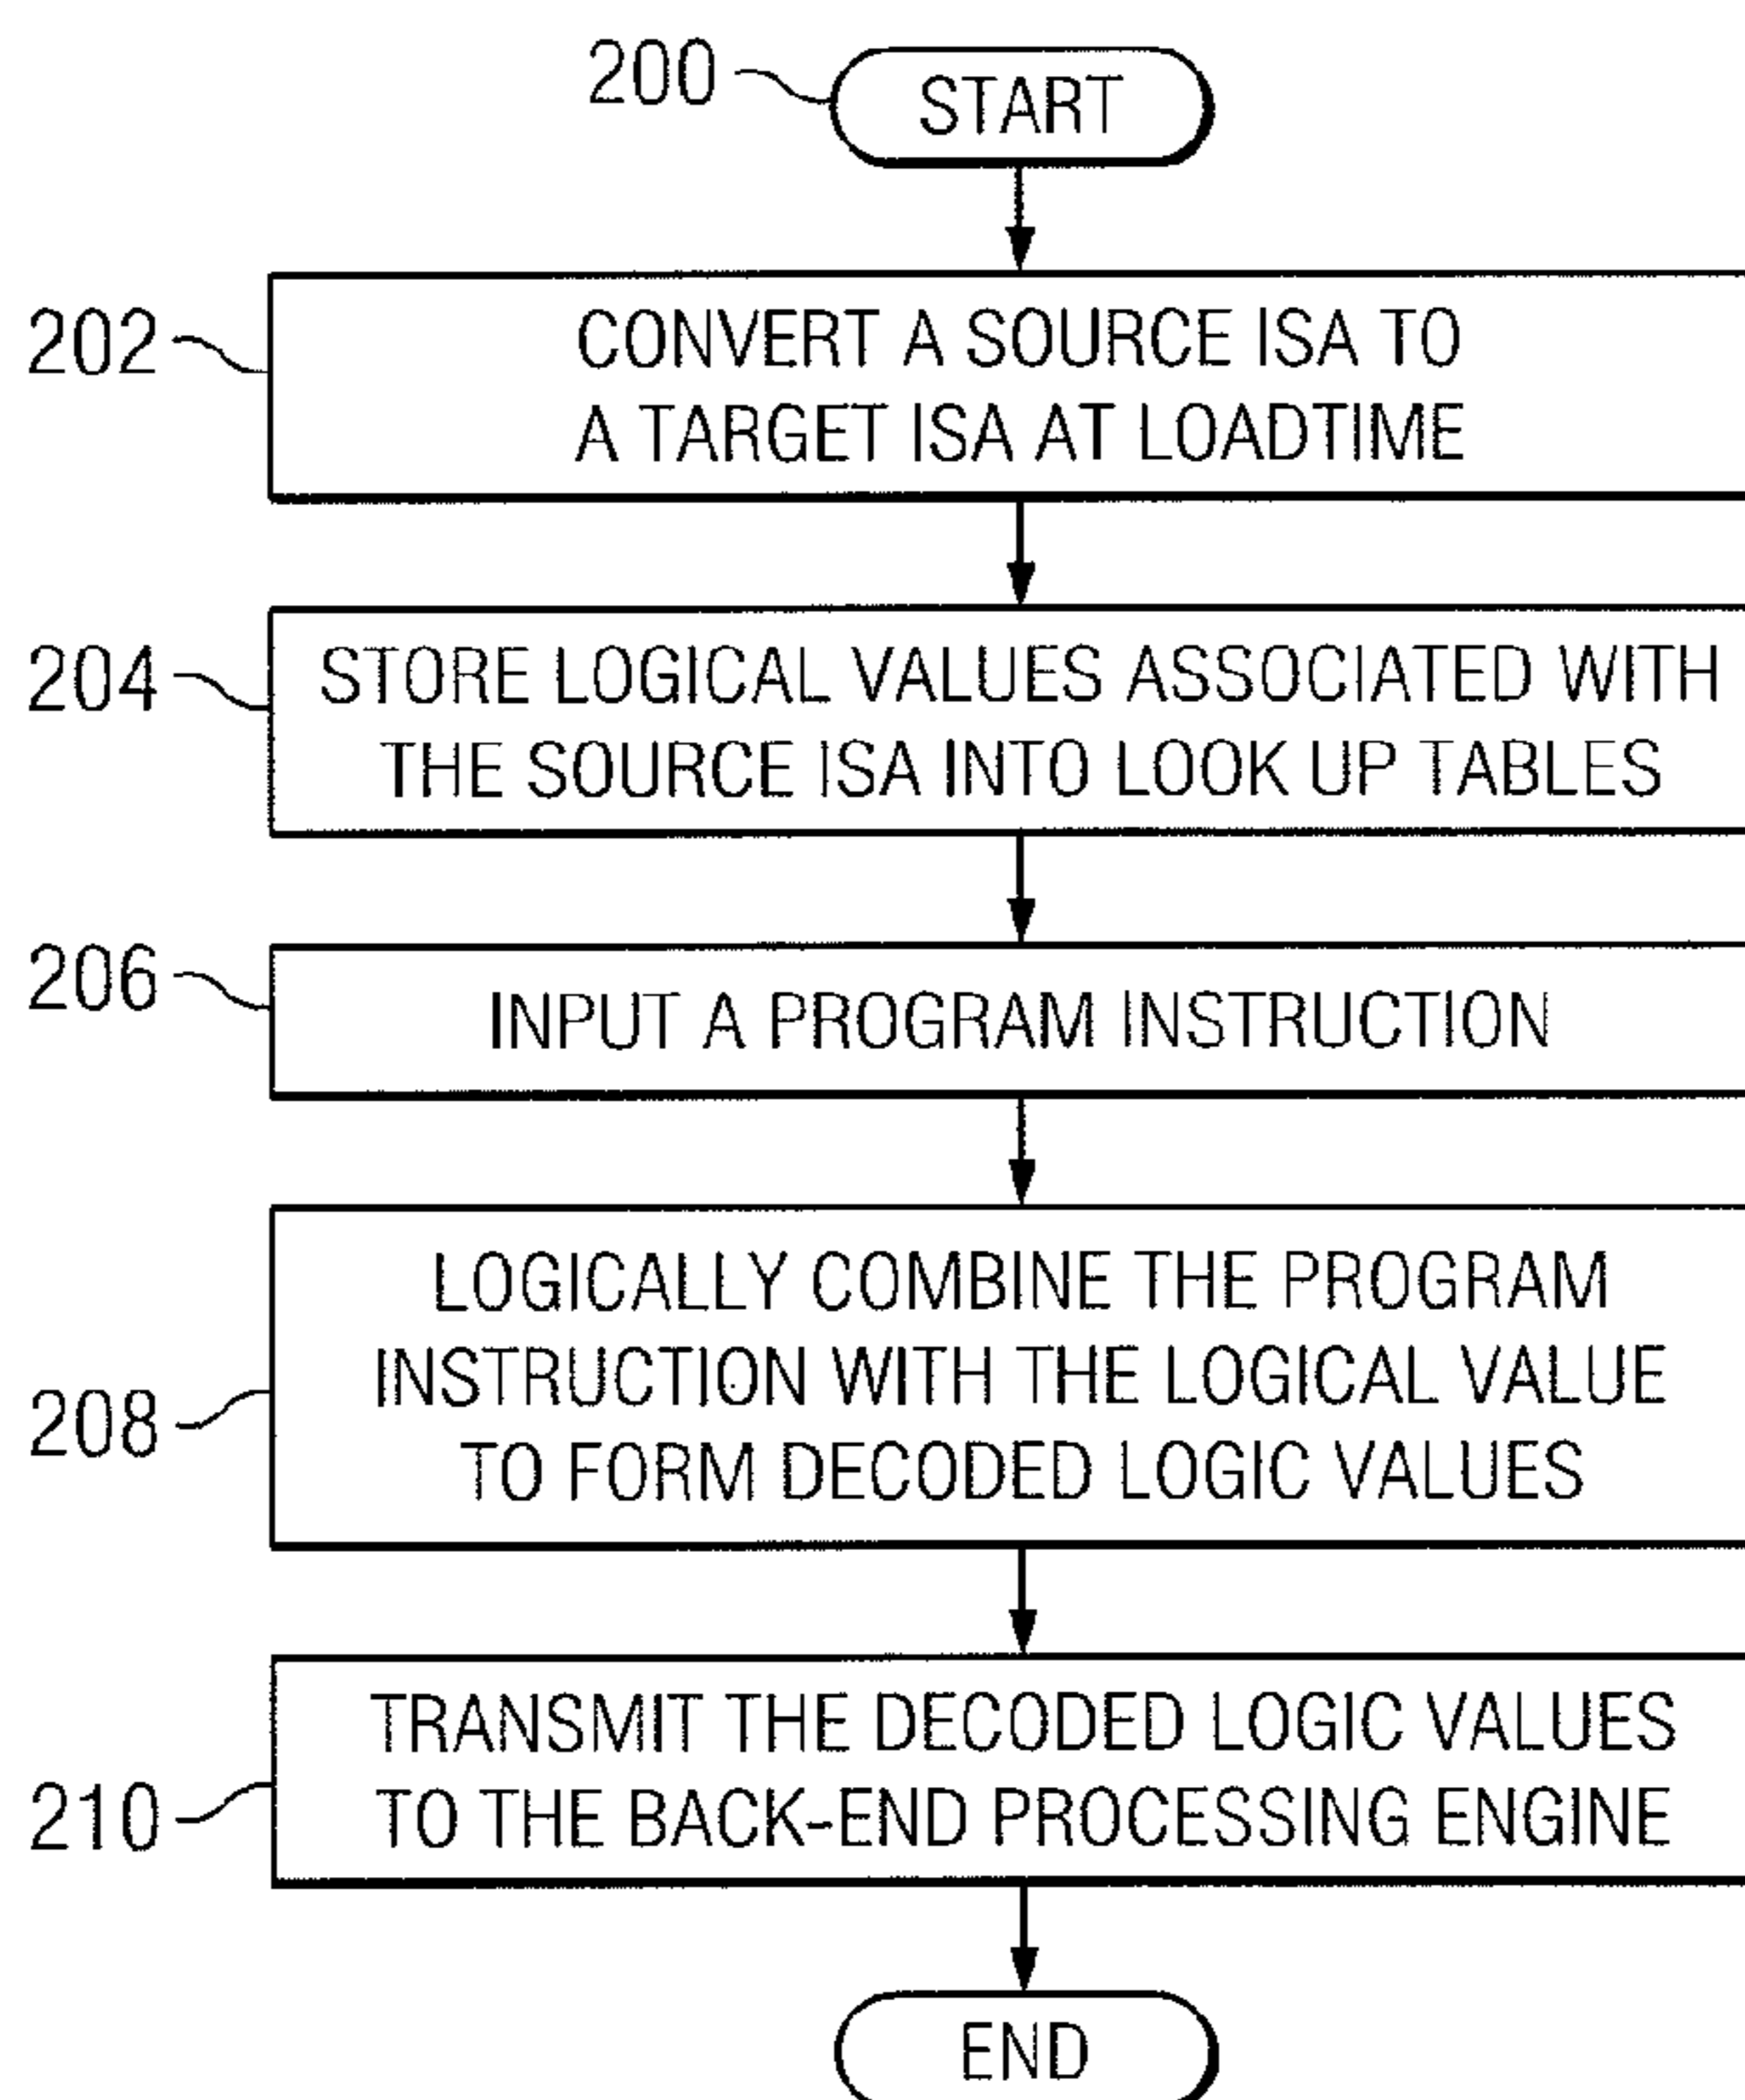 200
START
202
CONVERT A SOURCE ISA TO
A TARGET ISA AT LOADTIME
204
STORE LOGICAL VALUES ASSOCIATED WITH
THE SOURCE ISA INTO LOOK UP TABLES
206
INPUT A PROGRAM INSTRUCTION
208
LOGICALLY COMBINE THE PROGRAM
INSTRUCTION WITH THE LOGICAL VALUE
TO FORM DECODED LOGIC VALUES
210
TRANSMIT THE DECODED LOGIC VALUES
TO THE BACK-END PROCESSING ENGINE
END